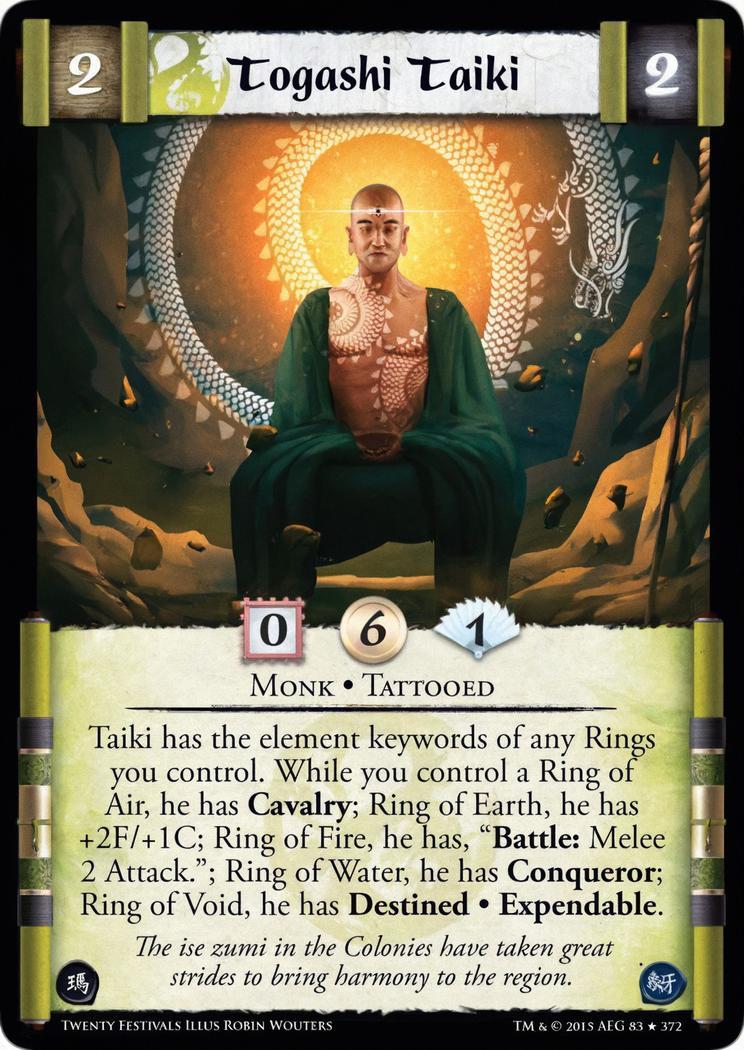 2 Togashi Taiki 2
0 6 1
Monk • Tattooed
Taiki has the element keywords of any Rings
you control. While you control a Ring of
Air, he has Cavalry; Ring of Earth, he has
+2F/+1C; Ring of Fire, he has, “Battle: Melee
2 Attack.”; Ring of Water, he has Conqueror;
Ring of Void, he has Destined • Expendable.
The ise zumi in the Colonies have taken great
strides to bring harmony to the region.
Twenty Festivals Illus Robin Wouters
TM & © 2015 AEG 83 ★ 372